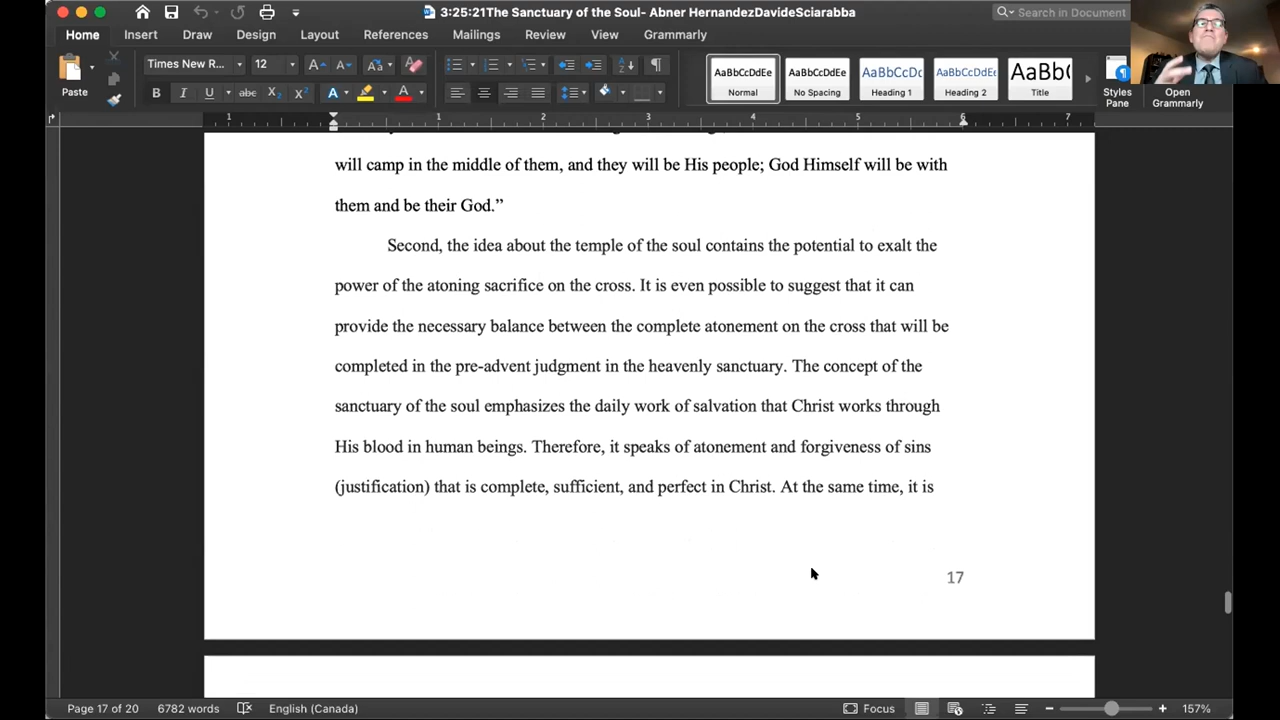 3:25:21The Sanctuary of the Soul- Abner HernandezDavideSciarabba
Search in Document
Home Insert Draw Design Layout References Mailings Review View Grammarly
Times New R... 12
Paste
AaBbCcDdEe Normal
AaBbCcDdEe No Spacing
AaBbCcDc Heading 1
AaBbCcDdEe Heading 2
AaBb( Title
Styles Pane
Open Grammarly
1 1 2 3 4 5 6 7
will camp in the middle of them, and they will be His people; God Himself will be with
them and be their God.”
Second, the idea about the temple of the soul contains the potential to exalt the
power of the atoning sacrifice on the cross. It is even possible to suggest that it can
provide the necessary balance between the complete atonement on the cross that will be
completed in the pre-advent judgment in the heavenly sanctuary. The concept of the
sanctuary of the soul emphasizes the daily work of salvation that Christ works through
His blood in human beings. Therefore, it speaks of atonement and forgiveness of sins
(justification) that is complete, sufficient, and perfect in Christ. At the same time, it is
17
Page 17 of 20 6782 words English (Canada) Focus 157%